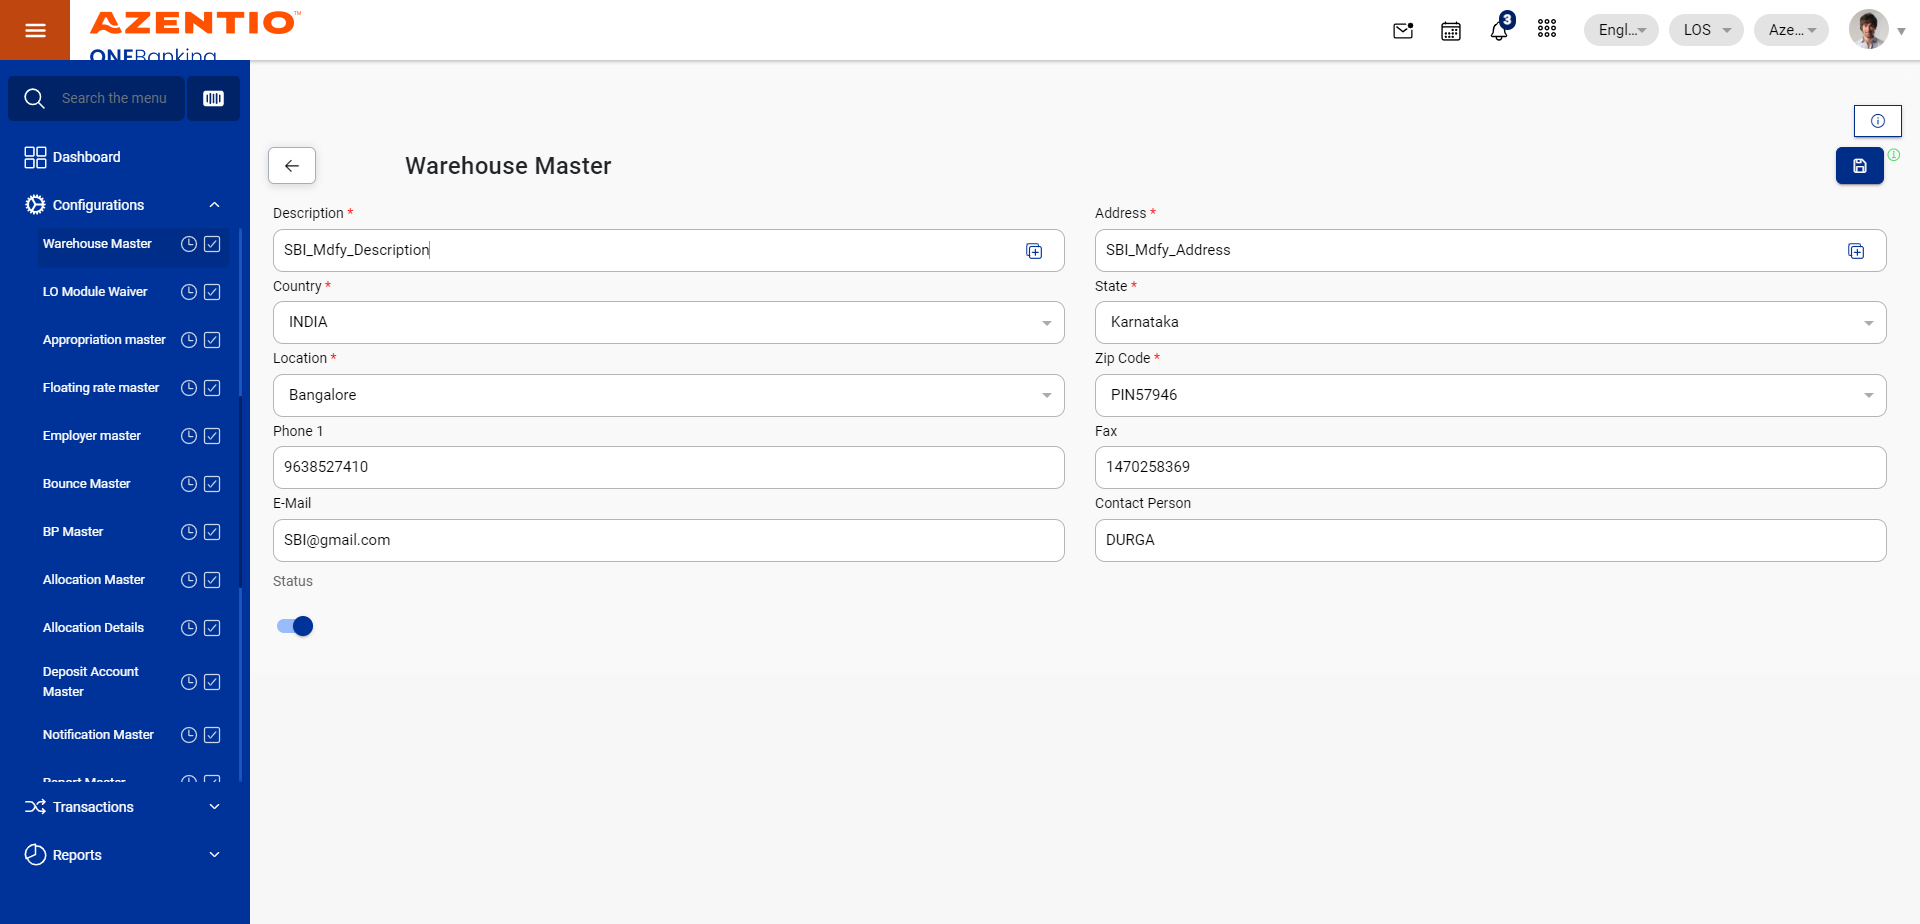 AZENTIO™
ONEBanking
3
Engl...
LOS
Aze...
Search the menu
Dashboard
Configurations
Warehouse Master
LO Module Waiver
Appropriation master
Floating rate master
Employer master
Bounce Master
BP Master
Allocation Master
Allocation Details
Deposit Account
Master
Notification Master
Report Master
Transactions
Reports
Warehouse Master
Description *
Address *
SBI_Mdfy_Description
SBI_Mdfy_Address
Country *
State *
INDIA
Karnataka
Location *
Zip Code *
Bangalore
PIN57946
Phone 1
Fax
9638527410
1470258369
E-Mail
Contact Person
SBI@gmail.com
DURGA
Status